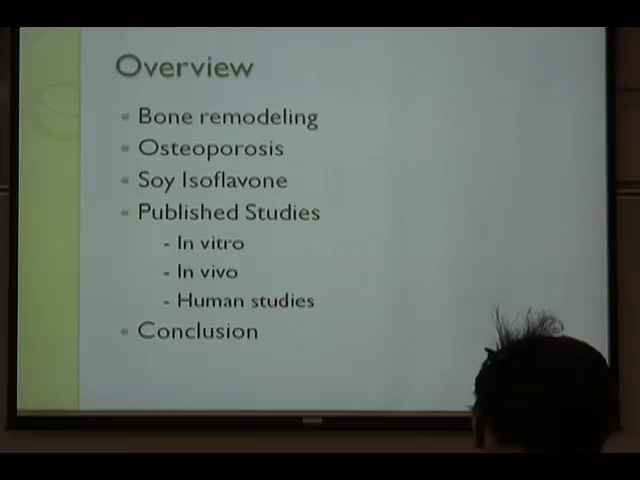 Overview
• Bone remodeling
• Osteoporosis
• Soy Isoflavone
• Published Studies
- In vitro
- In vivo
- Human studies
• Conclusion